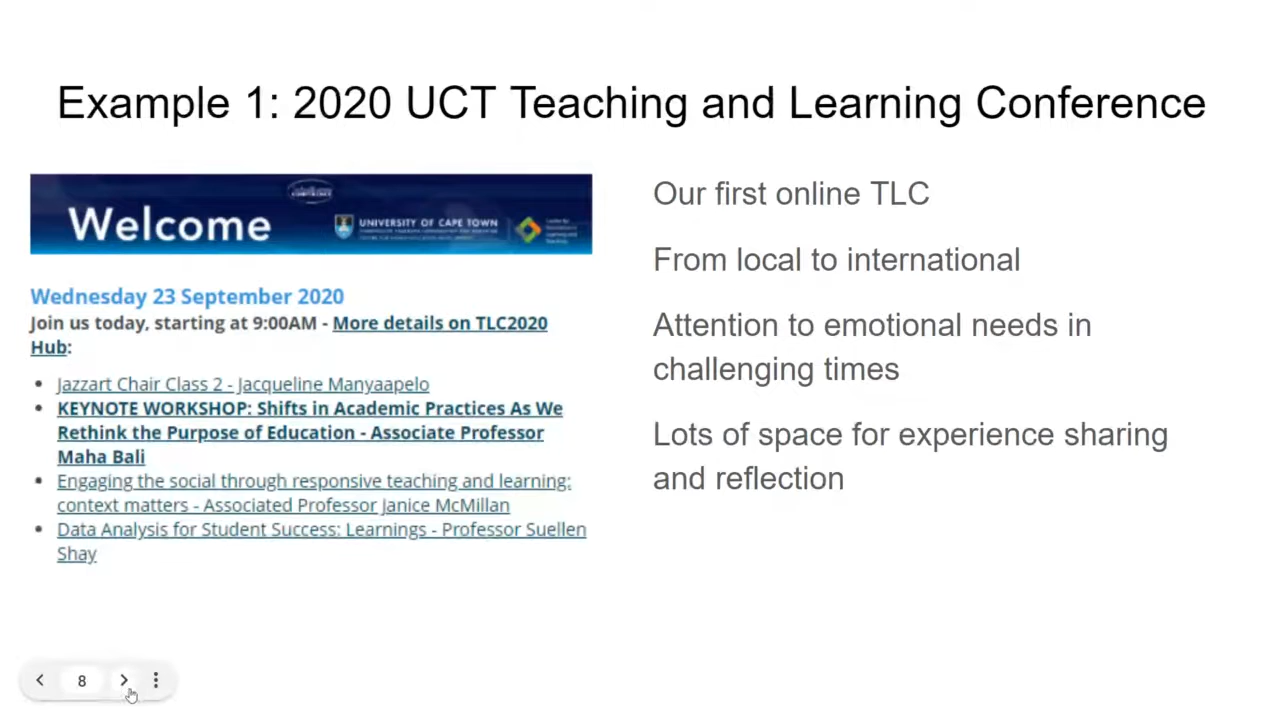 Example 1: 2020 UCT Teaching and Learning Conference
Welcome
UNIVERSITY OF CAPE TOWN
Wednesday 23 September 2020
Join us today, starting at 9:00AM - More details on TLC2020
Hub:
Jazzart Chair Class 2 - Jacqueline Manyaapelo
KEYNOTE WORKSHOP: Shifts in Academic Practices As We
Rethink the Purpose of Education - Associate Professor
Maha Bali
Engaging the social through responsive teaching and learning:
context matters - Associated Professor Janice McMillan
Data Analysis for Student Success: Learnings - Professor Suellen
Shay
Our first online TLC
From local to international
Attention to emotional needs in
challenging times
Lots of space for experience sharing
and reflection
8